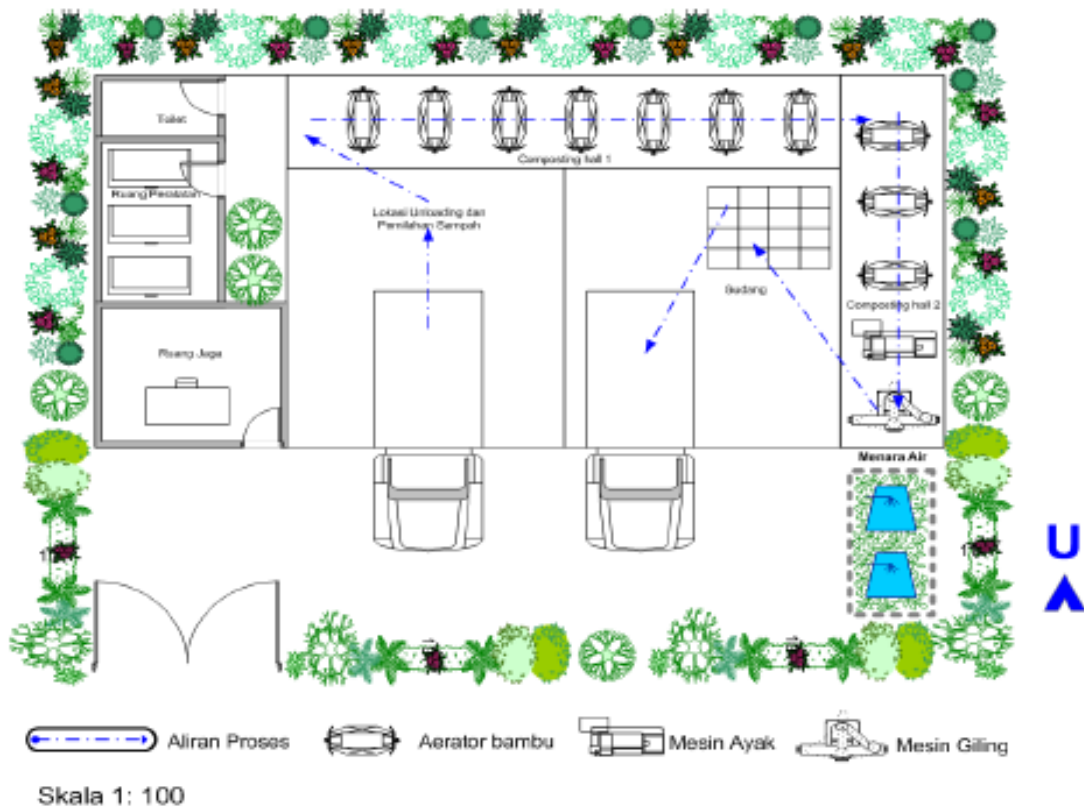 Toilet
Composting hall 1
Ruang Peralatan
Lokasi Unloading dan
Pemilahan Sampah
Gudang
Composting hall 2
Ruang Jaga
Menara Air
U
Aliran Proses
Aerator bambu
Mesin Ayak
Mesin Giling
Skala 1: 100